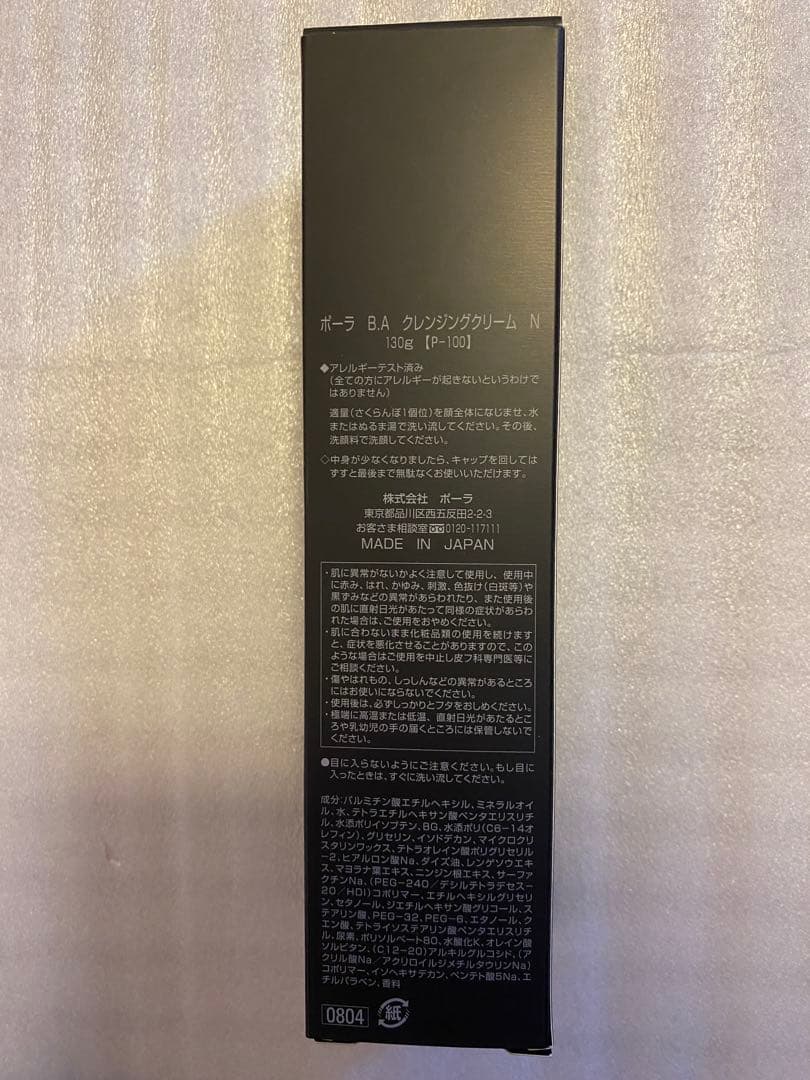 ポーラ B.A クレンジングクリーム N
130g 【P-100】
◆アレルギーテスト済み
(全ての方にアレルギーが起きないというわけで
はありません)
適量(さくらんぼ1個位)を顔全体になじませ、水
またはぬるま湯で洗い流してください。その後、
洗顔料で洗顔してください。
◇中身が少なくなりましたら、キャップを回しては
ずすと最後まで無駄なくお使いいただけます。
株式会社 ポーラ
東京都品川区西五反田2-2-3
お客さま相談室 0120-117111
MADE IN JAPAN
・肌に異常がないかよく注意して使用し、使用中
に赤み、はれ、かゆみ、刺激、色抜け(白斑等)や
黒ずみなどの異常があらわれたり、また使用後
の肌に直射日光があたって同様の症状があらわ
れた場合は、ご使用をおやめください。
・肌に合わないまま化粧品類の使用を続けます
と、症状を悪化させることがありますので、この
ような場合はご使用を中止し皮フ科専門医等に
ご相談ください。
・傷やはれもの、しっしんなどの異常があるところ
にはお使いにならないでください。
・使用後は、必ずしっかりとフタをおしめください。
・極端に高温または低温、直射日光があたるとこ
ろや乳幼児の手の届くところには保管しないで
ください。
●目に入らないようにご注意ください。もし目に
入ったときは、すぐに洗い流してください。
成分:パルミチン酸エチルヘキシル、ミネラルオイ
ル、水、テトラエチルヘキサン酸ペンタエリスリチ
ル、水添ポリイソブテン、BG、水添ポリ(C6-14オ
レフィン)、グリセリン、イソドデカン、マイクロクリ
スタリンワックス、テトラオレイン酸ポリグリセリル
-2、ヒアルロン酸Na、ダイズ油、レンゲソウエキ
ス、マヨラナ葉エキス、ニンジン根エキス、サーファ
クチンNa、(PEG-240/デシルテトラデセス-
20/HDI)コポリマー、エチルヘキシルグリセリ
ン、セタノール、ジエチルヘキサン酸グリコール、ス
テアリン酸、PEG-32、PEG-6、エタノール、ク
エン酸、テトライソステアリン酸ペンタエリスリチ
ル、尿素、ポリソルベート80、水酸化K、オレイン酸
ソルビタン、(C12-20)アルキルグルコシド、(ア
クリル酸Na/アクリロイルジメチルタウリンNa)
コポリマー、イソヘキサデカン、ペンテト酸5Na、エ
チルパラベン、香料
0804 紙